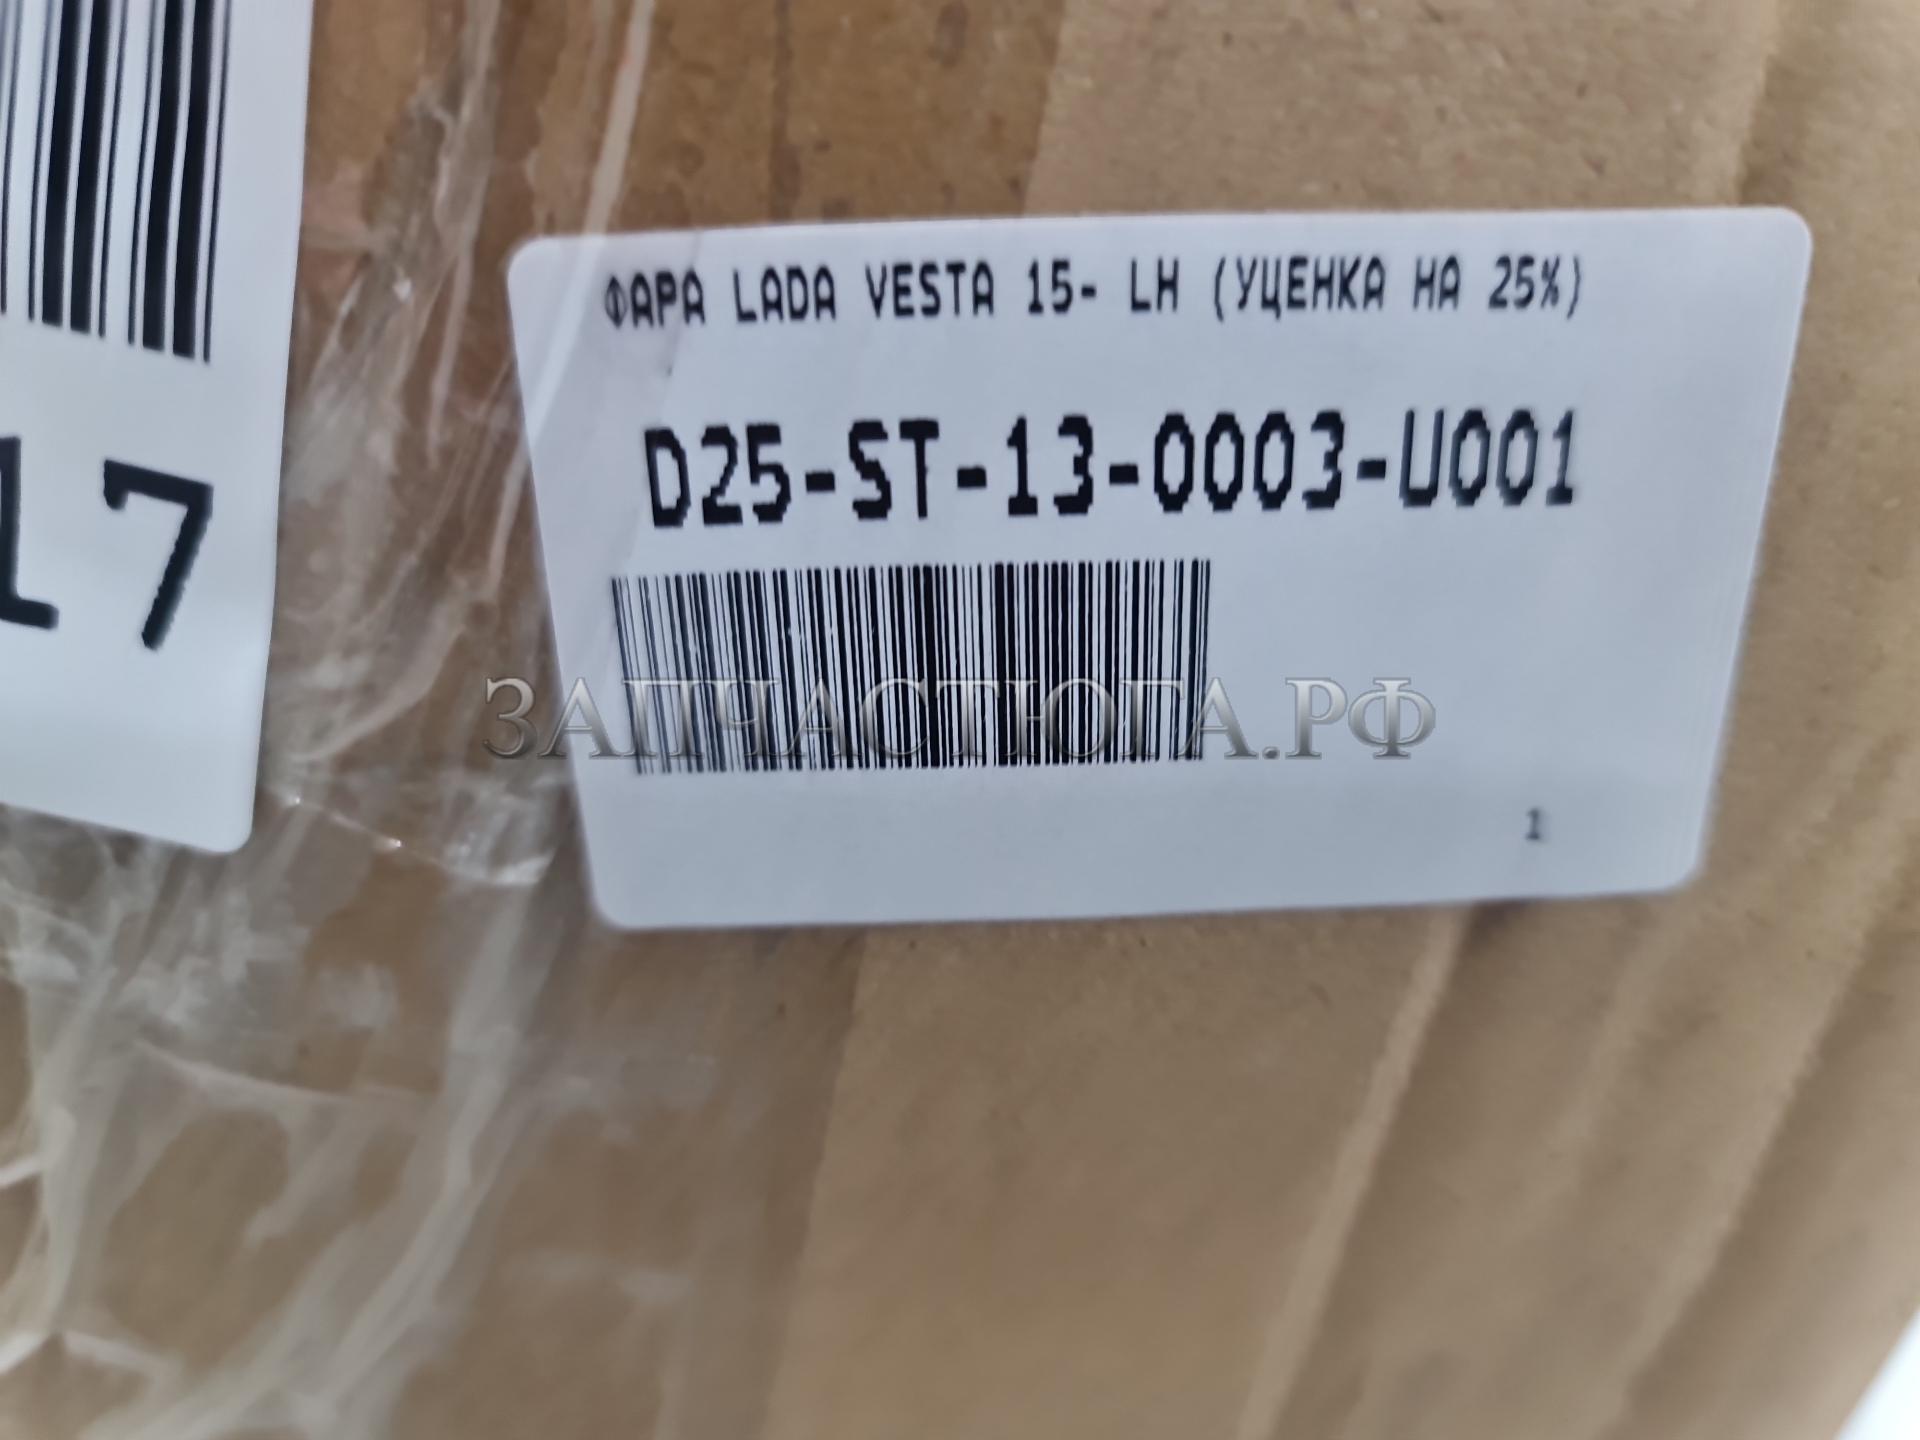 17
ФАРА LADA VESTA 15- LH (УЦЕНКА НА 25%)
D25-ST-13-0003-U001
ЗАПЧАСТЮГА.РФ
1